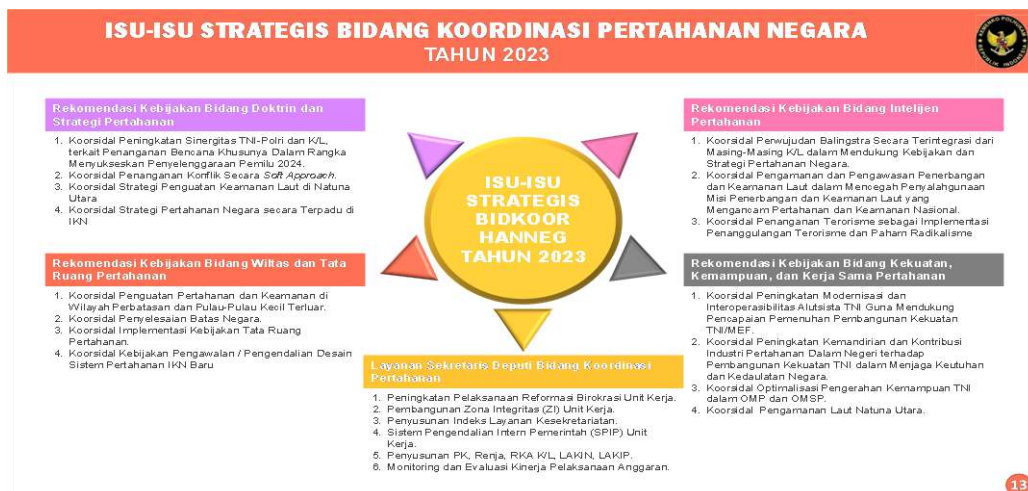 ISU-ISU STRATEGIS BIDANG KOORDINASI PERTAHANAN NEGARA
TAHUN 2023
Rekomendasi Kebijakan Bidang Doktrin dan
Strategi Pertahanan
1. Koorsidal Peningkatan Sinergitas TNI-Polri dan K/L,
terkait Penanganan Bencana Khusunya Dalam Rangka
Menyukseskan Penyelenggaraan Pemilu 2024.
2. Koorsidal Penanganan Konflik Secara Soft Approach.
3. Koorsidal Strategi Penguatan Keamanan Laut di Natuna
Utara
4. Koorsidal Strategi Pertahanan Negara secara Terpadu di
IKN
Rekomendasi Kebijakan Bidang Wiltas dan Tata
Ruang Pertahanan
1. Koorsidal Penguatan Pertahanan dan Keamanan di
Wilayah Perbatasan dan Pulau-Pulau Kecil Terluar.
2. Koorsidal Penyelesaian Batas Negara.
3. Koorsidal Implementasi Kebijakan Tata Ruang
Pertahanan.
4. Koorsidal Kebijakan Pengawalan / Pengendalian Desain
Sistem Pertahanan IKN Baru
ISU-ISU
STRATEGIS
BIDKOOR
HANNEG
TAHUN 2023
Layanan Sekretaris Deputi Bidang Koordinasi
Pertahanan
1. Peningkatan Pelaksanaan Reformasi Birokrasi Unit Kerja.
2. Pembangunan Zona Integritas (ZI) Unit Kerja.
3. Penyusunan Indeks Layanan Kesekretariatan.
4. Sistem Pengendalian Intern Pemerintah (SPIP) Unit
Kerja.
5. Penyusunan PK, Renja, RKA K/L, LAKIN, LAKIP.
6. Monitoring dan Evaluasi Kinerja Pelaksanaan Anggaran.
Rekomendasi Kebijakan Bidang Intelijen
Pertahanan
1. Koorsidal Perwujudan Balingstra Secara Terintegrasi dari
Masing-Masing K/L dalam Mendukung Kebijakan dan
Strategi Pertahanan Negara.
2. Koorsidal Pengamanan dan Pengawasan Penerbangan
dan Keamanan Laut dalam Mencegah Penyalahgunaan
Misi Penerbangan dan Keamanan Laut yang
Mengancam Pertahanan dan Keamanan Nasional.
3. Koorsidal Penanganan Terorisme sebagai Implementasi
Penanggulangan Terorisme dan Paham Radikalisme
Rekomendasi Kebijakan Bidang Kekuatan,
Kemampuan, dan Kerja Sama Pertahanan
1. Koorsidal Peningkatan Modernisasi dan
Interoperasibilitas Alutsista TNI Guna Mendukung
Pencapaian Pemenuhan Pembangunan Kekuatan
TNI/MEF.
2. Koorsidal Peningkatan Kemandirian dan Kontribusi
Industri Pertahanan Dalam Negeri terhadap
Pembangunan Kekuatan TNI dalam Menjaga Keutuhan
dan Kedaulatan Negara.
3. Koorsidal Optimalisasi Pengerahan Kemampuan TNI
dalam OMP dan OMSP.
4. Koorsidal Pengamanan Laut Natuna Utara.
13